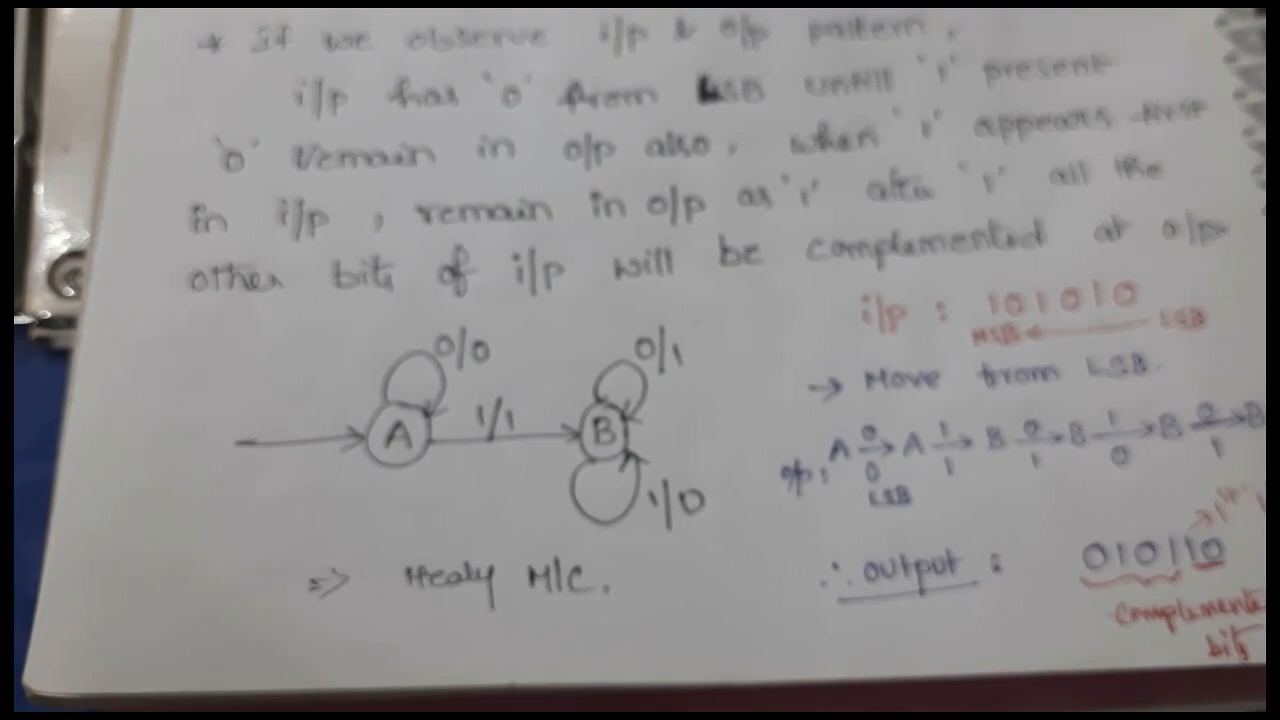 * If we observe i/p & o/p pattern,
i/p has '0' from LSB untill '1' present
'0' remain in o/p also, when '1' appears first
in i/p, remain in o/p as '1' after '1' all the
other bits of i/p will be complemented at o/p
i/p : 101010
MSB ← LSB
→ Move from LSB.
0/0
0/1
A
1/1
B
1/0
A 0→ A 1→ B 0→ B 1→ B 0→ B
o/p: 0 1 1 0 1
LSB
⇒ Mealy M/C.
∴ output : 010110
complemente
bits